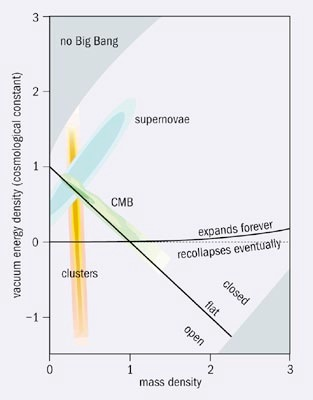 3
no Big Bang
2
supernovae
1
CMB
expands forever
0
recollapses eventually
clusters
closed
flat
−1
open
0
1
2
3
mass density
vacuum energy density (cosmological constant)